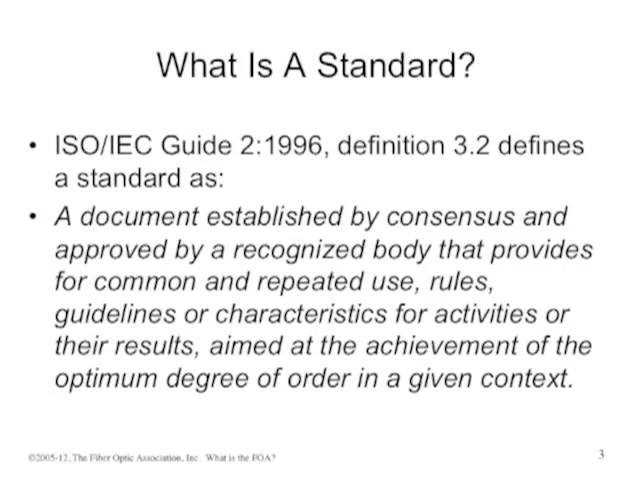 What Is A Standard?
• ISO/IEC Guide 2:1996, definition 3.2 defines
a standard as:
• A document established by consensus and
approved by a recognized body that provides
for common and repeated use, rules,
guidelines or characteristics for activities or
their results, aimed at the achievement of the
optimum degree of order in a given context.
©2005-12, The Fiber Optic Association, Inc. What is the FOA?
3